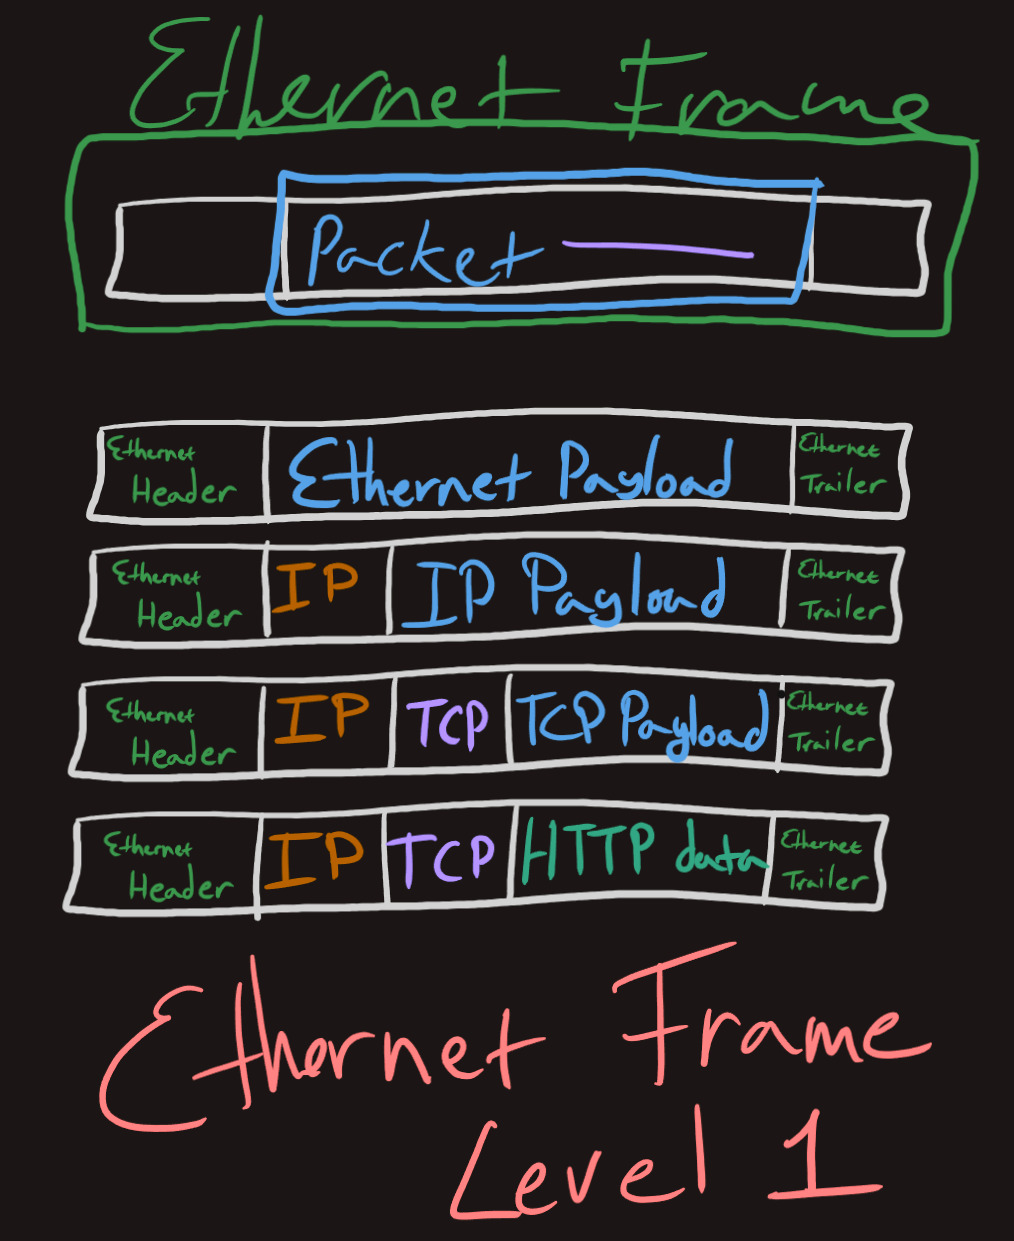 Ethernet Frame
Packet
Ethernet Header Ethernet Payload Ethernet Trailer
Ethernet Header IP IP Payload Ethernet Trailer
Ethernet Header IP TCP TCP Payload Ethernet Trailer
Ethernet Header IP TCP HTTP data Ethernet Trailer
Ethernet Frame
Level 1